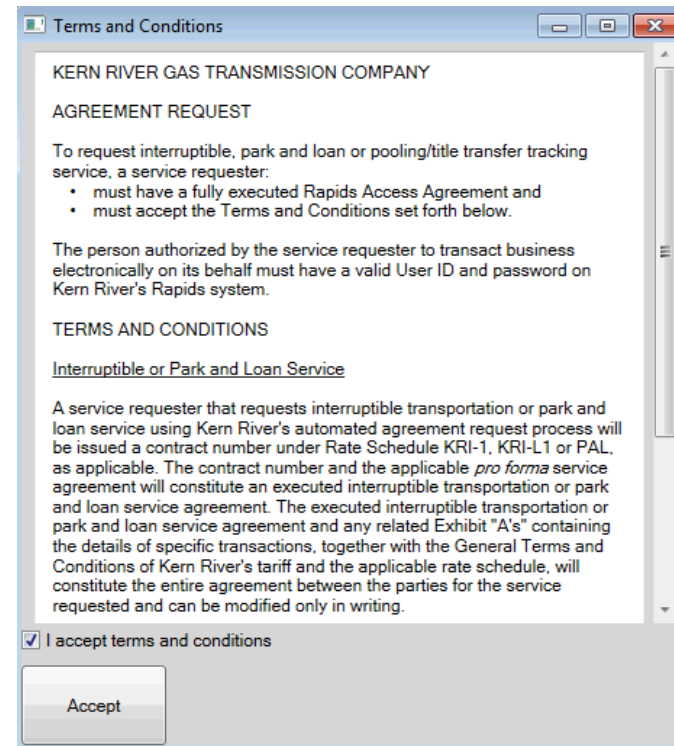 Terms and Conditions
KERN RIVER GAS TRANSMISSION COMPANY
AGREEMENT REQUEST
To request interruptible, park and loan or pooling/title transfer tracking
service, a service requester:
• must have a fully executed Rapids Access Agreement and
• must accept the Terms and Conditions set forth below.
The person authorized by the service requester to transact business
electronically on its behalf must have a valid User ID and password on
Kern River's Rapids system.
TERMS AND CONDITIONS
Interruptible or Park and Loan Service
A service requester that requests interruptible transportation or park and
loan service using Kern River's automated agreement request process will
be issued a contract number under Rate Schedule KRI-1, KRI-L1 or PAL,
as applicable. The contract number and the applicable pro forma service
agreement will constitute an executed interruptible transportation or park
and loan service agreement. The executed interruptible transportation or
park and loan service agreement and any related Exhibit "A's" containing
the details of specific transactions, together with the General Terms and
Conditions of Kern River's tariff and the applicable rate schedule, will
constitute the entire agreement between the parties for the service
requested and can be modified only in writing.
I accept terms and conditions
Accept